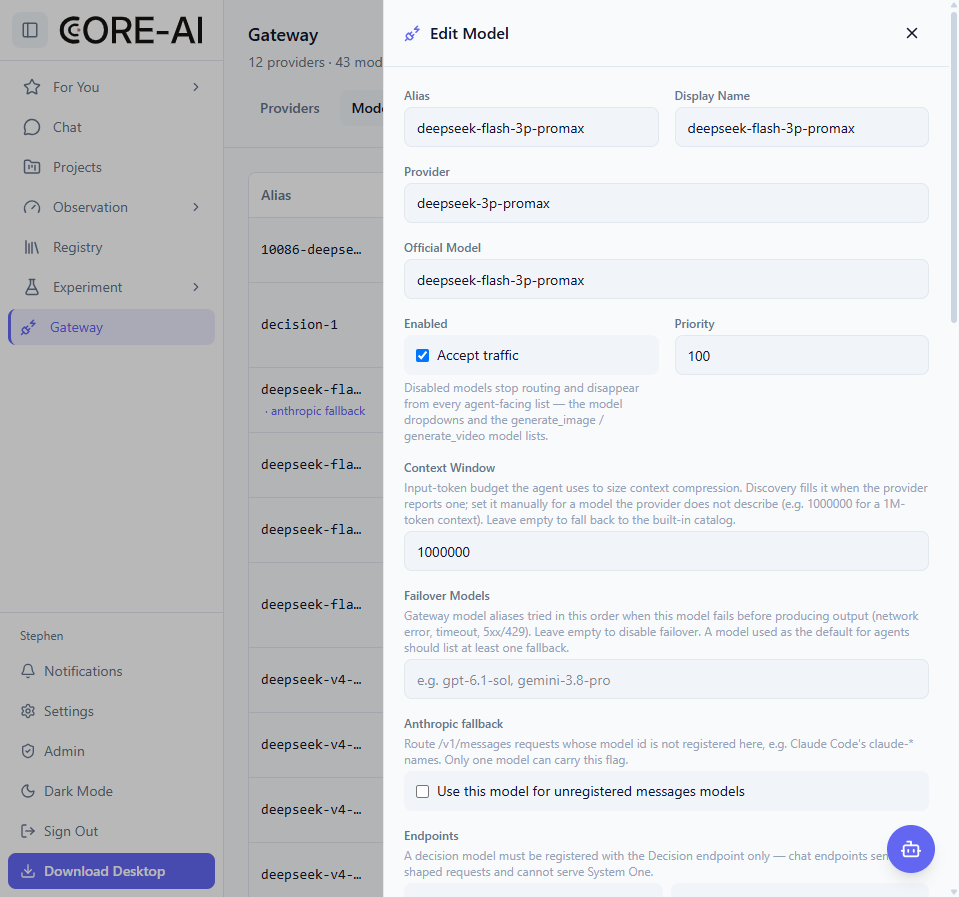 CORE-AI
For You
Chat
Projects
Observation
Registry
Experiment
Gateway
Stephen
Notifications
Settings
Admin
Dark Mode
Sign Out
Download Desktop
Gateway
12 providers · 43 mod
Providers
Mode
Alias
10086-deepse…
decision-1
deepseek-fla…
· anthropic fallback
deepseek-fla…
deepseek-fla…
deepseek-fla…
deepseek-v4-…
deepseek-v4-…
deepseek-v4-…
deepseek-v4-…
Edit Model
Alias
deepseek-flash-3p-promax
Display Name
deepseek-flash-3p-promax
Provider
deepseek-3p-promax
Official Model
deepseek-flash-3p-promax
Enabled
Accept traffic
Disabled models stop routing and disappear
from every agent-facing list — the model
dropdowns and the generate_image /
generate_video model lists.
Priority
100
Context Window
Input-token budget the agent uses to size context compression. Discovery fills it when the provider
reports one; set it manually for a model the provider does not describe (e.g. 1000000 for a 1M-
token context). Leave empty to fall back to the built-in catalog.
1000000
Failover Models
Gateway model aliases tried in this order when this model fails before producing output (network
error, timeout, 5xx/429). Leave empty to disable failover. A model used as the default for agents
should list at least one fallback.
e.g. gpt-6.1-sol, gemini-3.8-pro
Anthropic fallback
Route /v1/messages requests whose model id is not registered here, e.g. Claude Code's claude-*
names. Only one model can carry this flag.
Use this model for unregistered messages models
Endpoints
A decision model must be registered with the Decision endpoint only — chat endpoints sen
shaped requests and cannot serve System One.